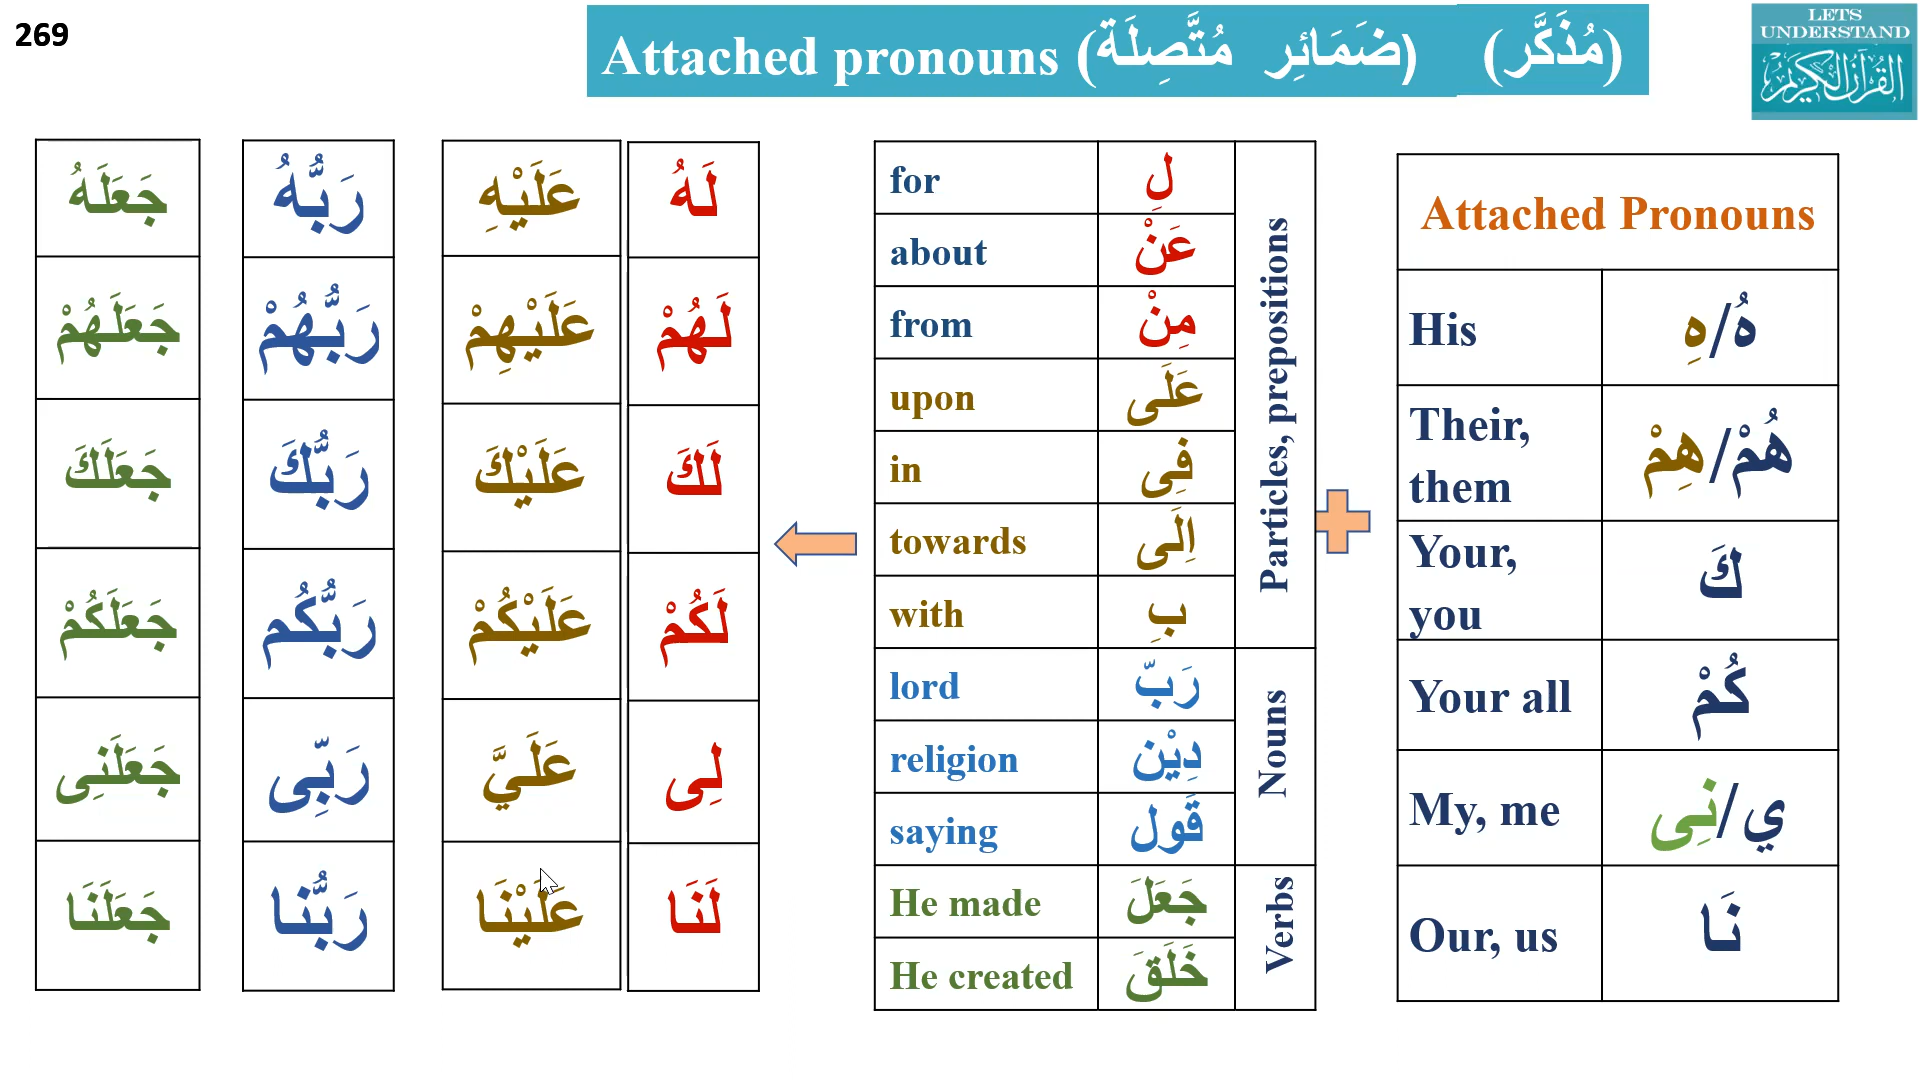 269
Attached pronouns (ضَمَائِر مُتَّصِلَة) (مُذَكَّر)
LETS
UNDERSTAND
القرآن الكريم
جَعَلَهُ
جَعَلَهُمْ
جَعَلَكَ
جَعَلَكُمْ
جَعَلَنِى
جَعَلَنَا
رَبُّهُ
رَبُّهُمْ
رَبُّكَ
رَبُّكُم
رَبِّى
رَبُّنا
عَلَيْهِ
عَلَيْهِمْ
عَلَيْكَ
عَلَيْكُمْ
عَلَيَّ
عَلَيْنَا
لَهُ
لَهُمْ
لَكَ
لَكُمْ
لِى
لَنَا
for لِ
about عَنْ
from مِنْ
upon عَلَى
in فِى
towards اِلَى
with بِ
Particles, prepositions
lord رَبّ
religion دِيْن
saying قَول
Nouns
He made جَعَلَ
He created خَلَقَ
Verbs
Attached Pronouns
His هُ/هِ
Their,
them هُمْ/هِمْ
Your,
you كَ
Your all كُمْ
My, me ي/نِى
Our, us نَا